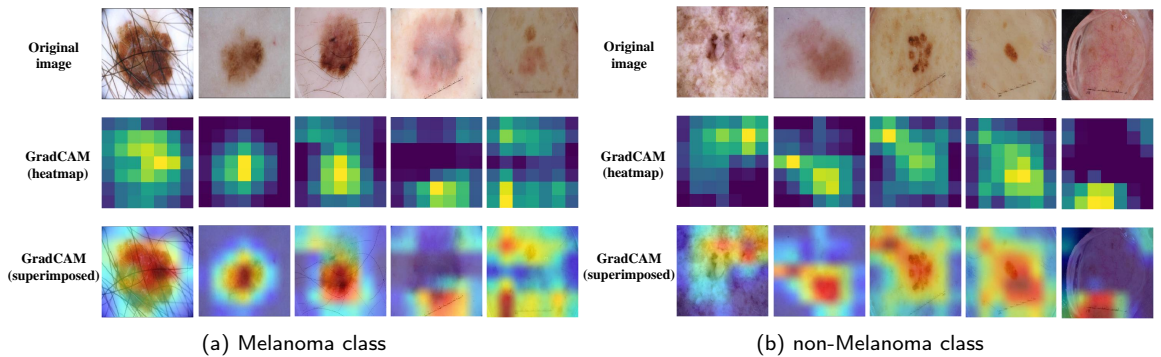 Original
image
GradCAM
(heatmap)
GradCAM
(superimposed)
(a) Melanoma class
Original
image
GradCAM
(heatmap)
GradCAM
(superimposed)
(b) non-Melanoma class